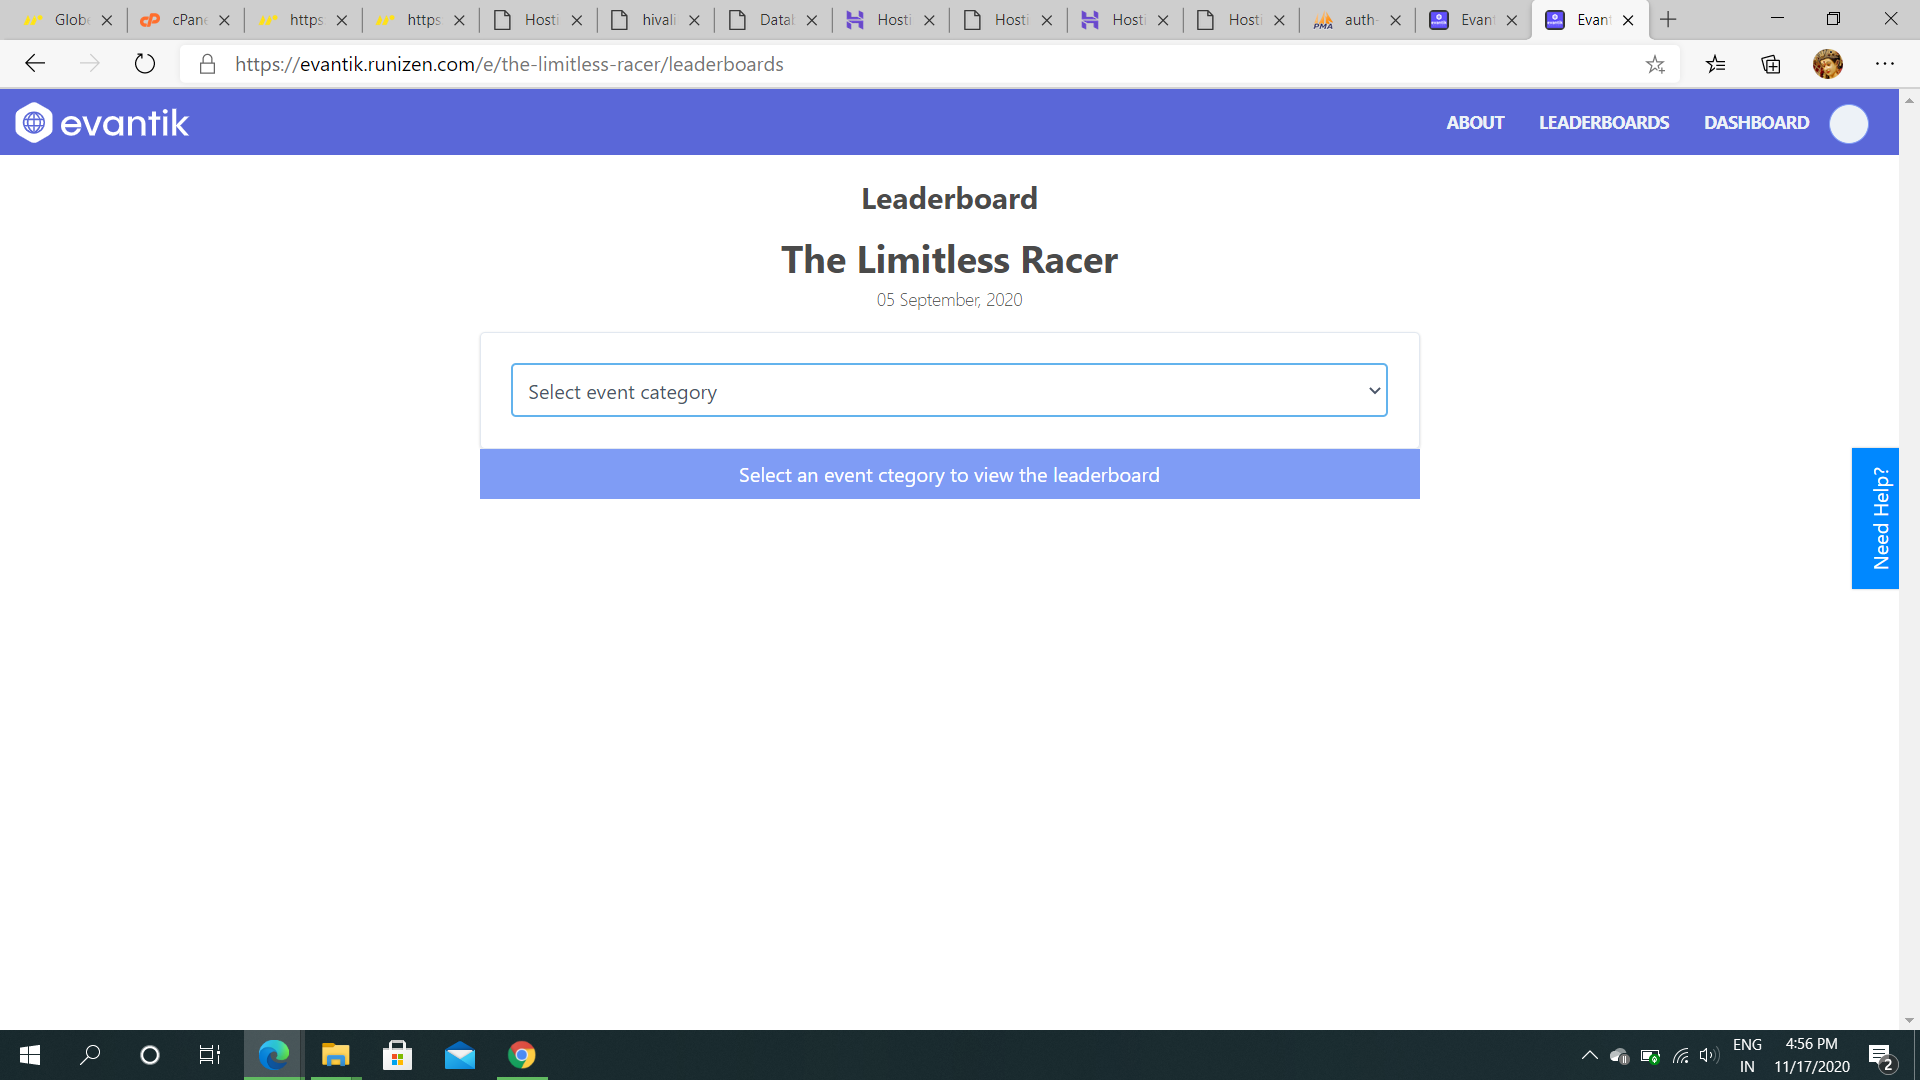 Globe
cPane
https
https
Hosti
hivali
Datal
Hosti
Hosti
Hosti
Hosti
auth-
Evant
Evant
https://evantik.runizen.com/e/the-limitless-racer/leaderboards
evantik
ABOUT
LEADERBOARDS
DASHBOARD
Leaderboard
The Limitless Racer
05 September, 2020
Select event category
Select an event ctegory to view the leaderboard
Need Help?
ENG
IN
4:56 PM
11/17/2020
2